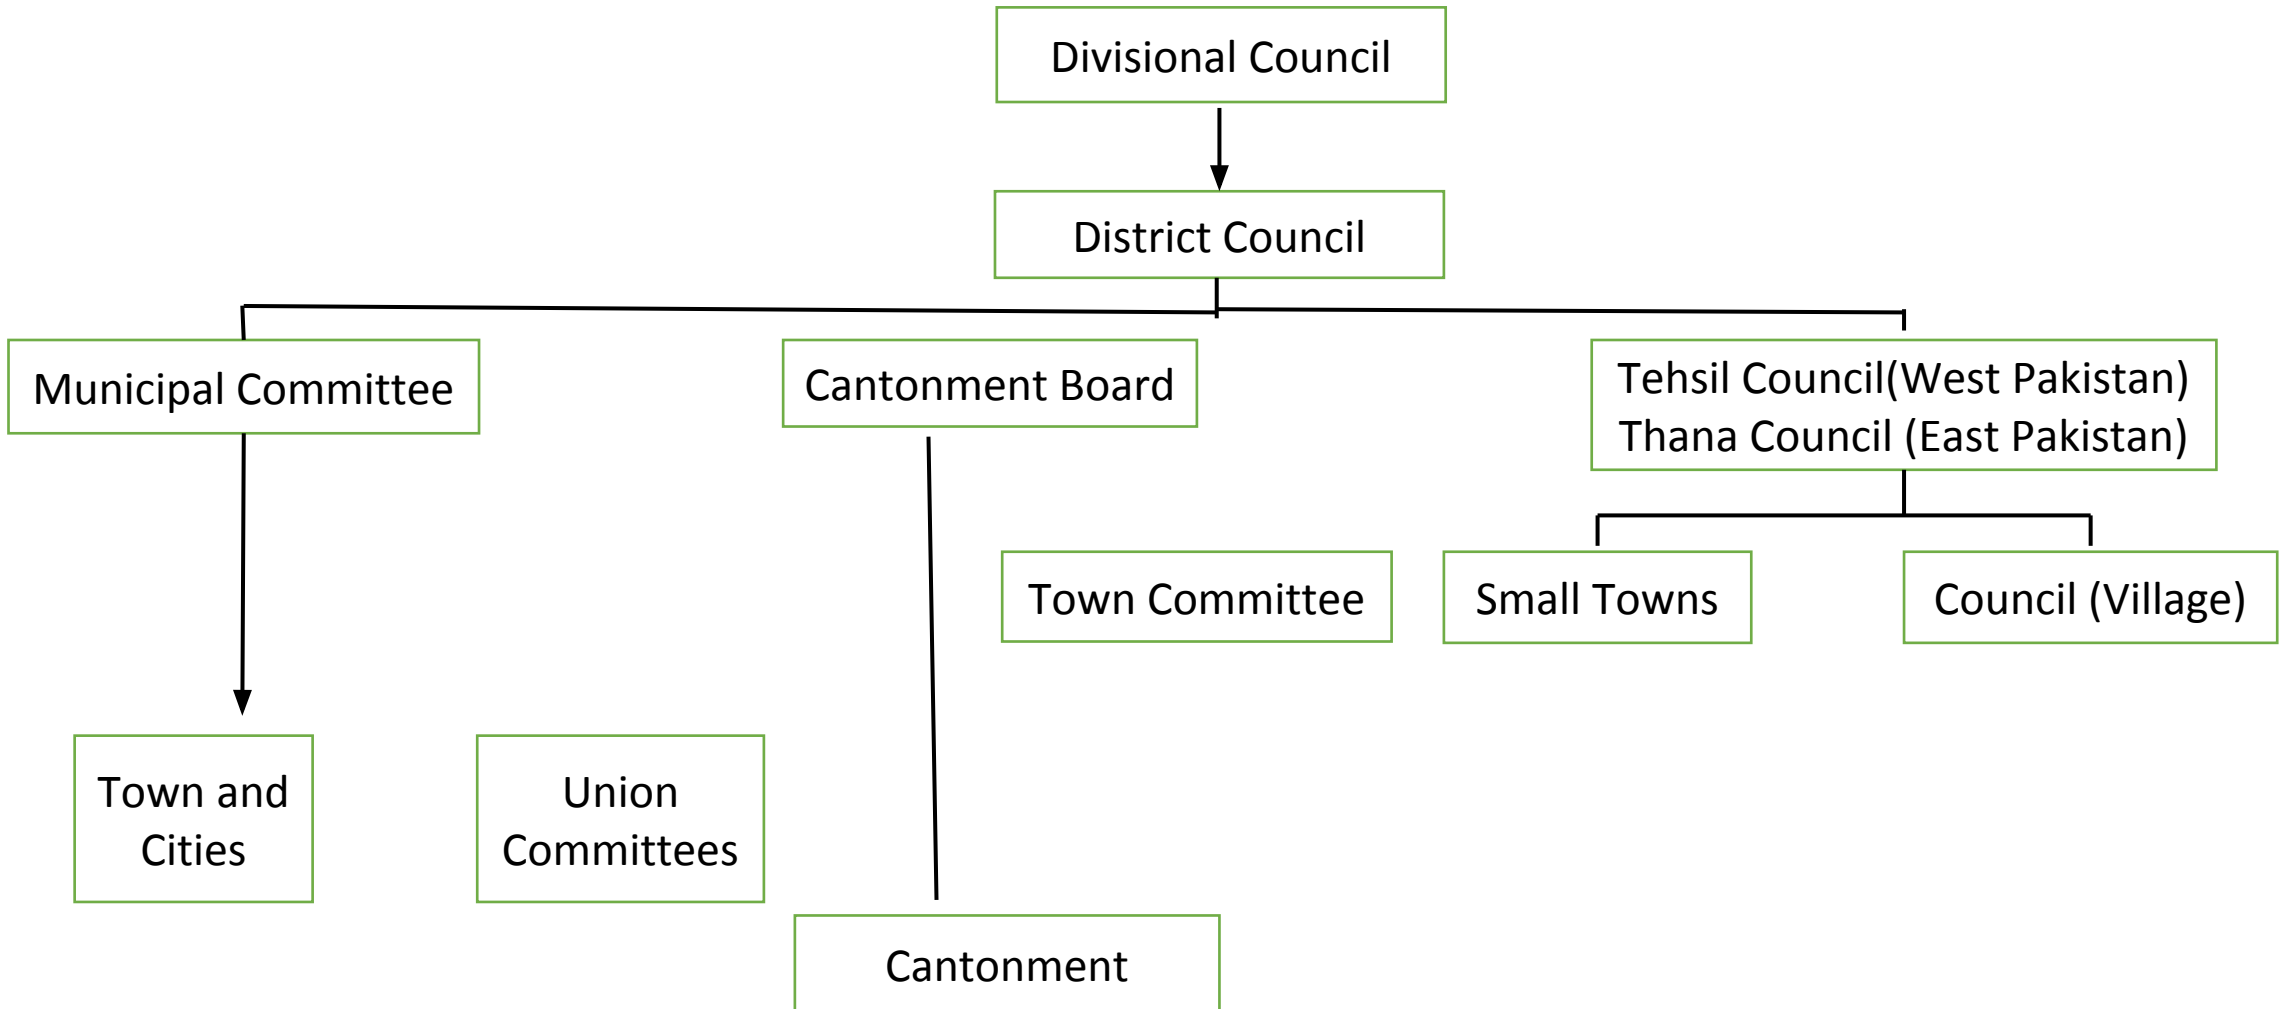 Divisional Council
District Council
Municipal Committee
Cantonment Board
Tehsil Council(West Pakistan)
Thana Council (East Pakistan)
Town Committee
Small Towns
Council (Village)
Town and
Cities
Union
Committees
Cantonment